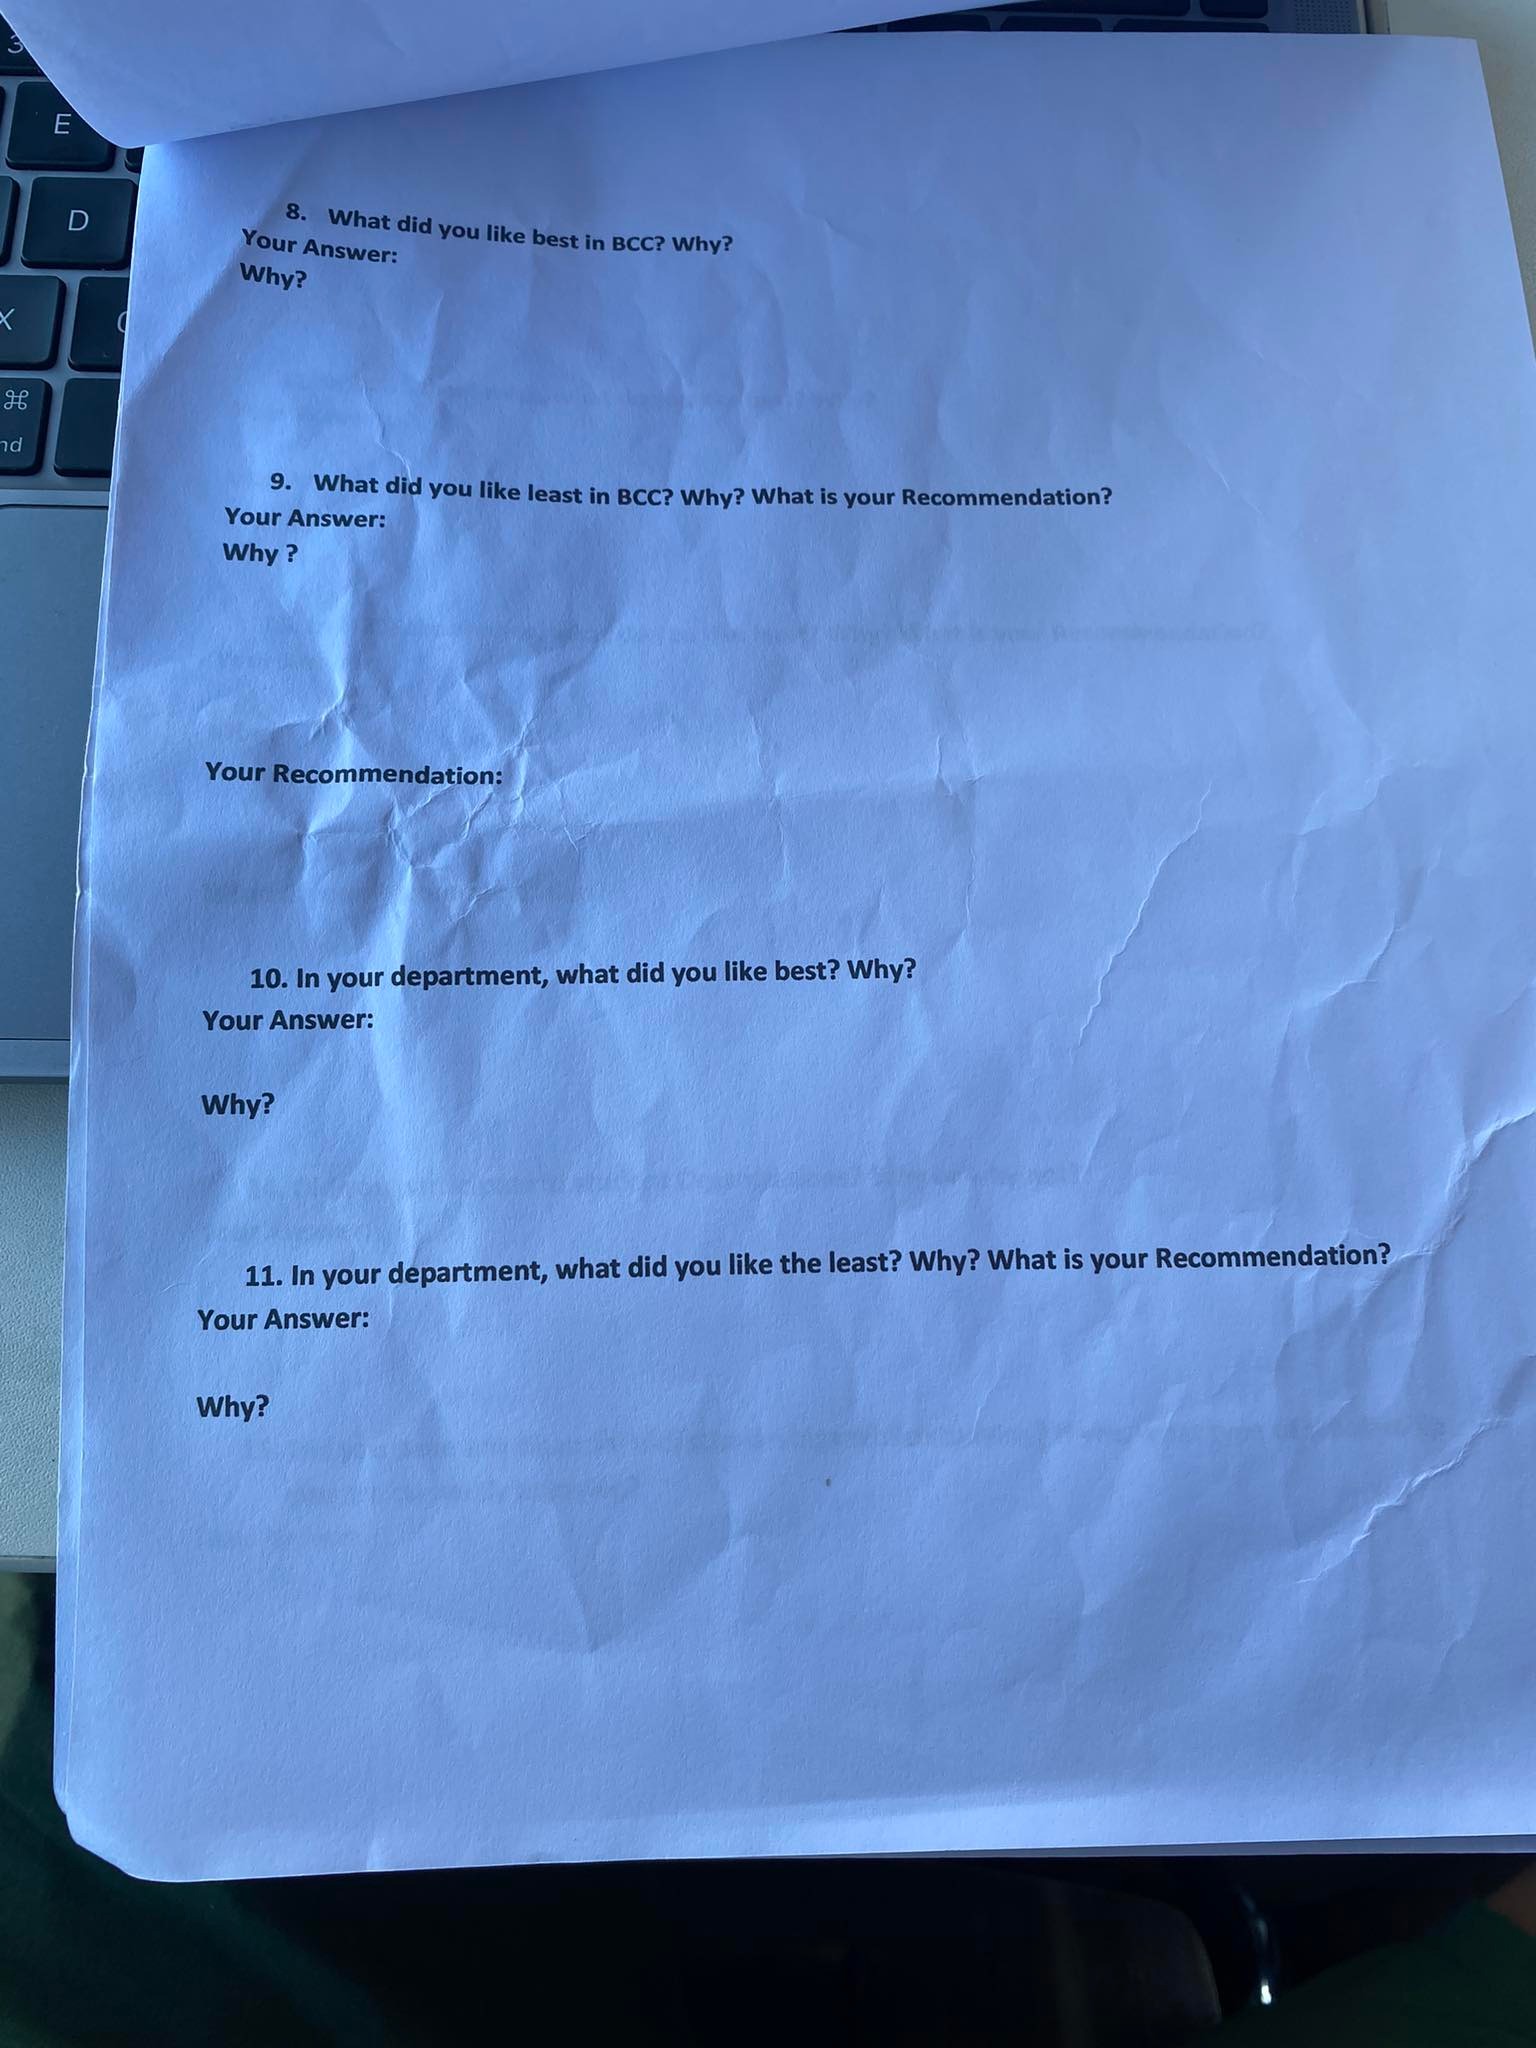 3
E
D
X
⌘
nd
8. What did you like best in BCC? Why?
Your Answer:
Why?
9. What did you like least in BCC? Why? What is your Recommendation?
Your Answer:
Why ?
Your Recommendation:
10. In your department, what did you like best? Why?
Your Answer:
Why?
11. In your department, what did you like the least? Why? What is your Recommendation?
Your Answer:
Why?